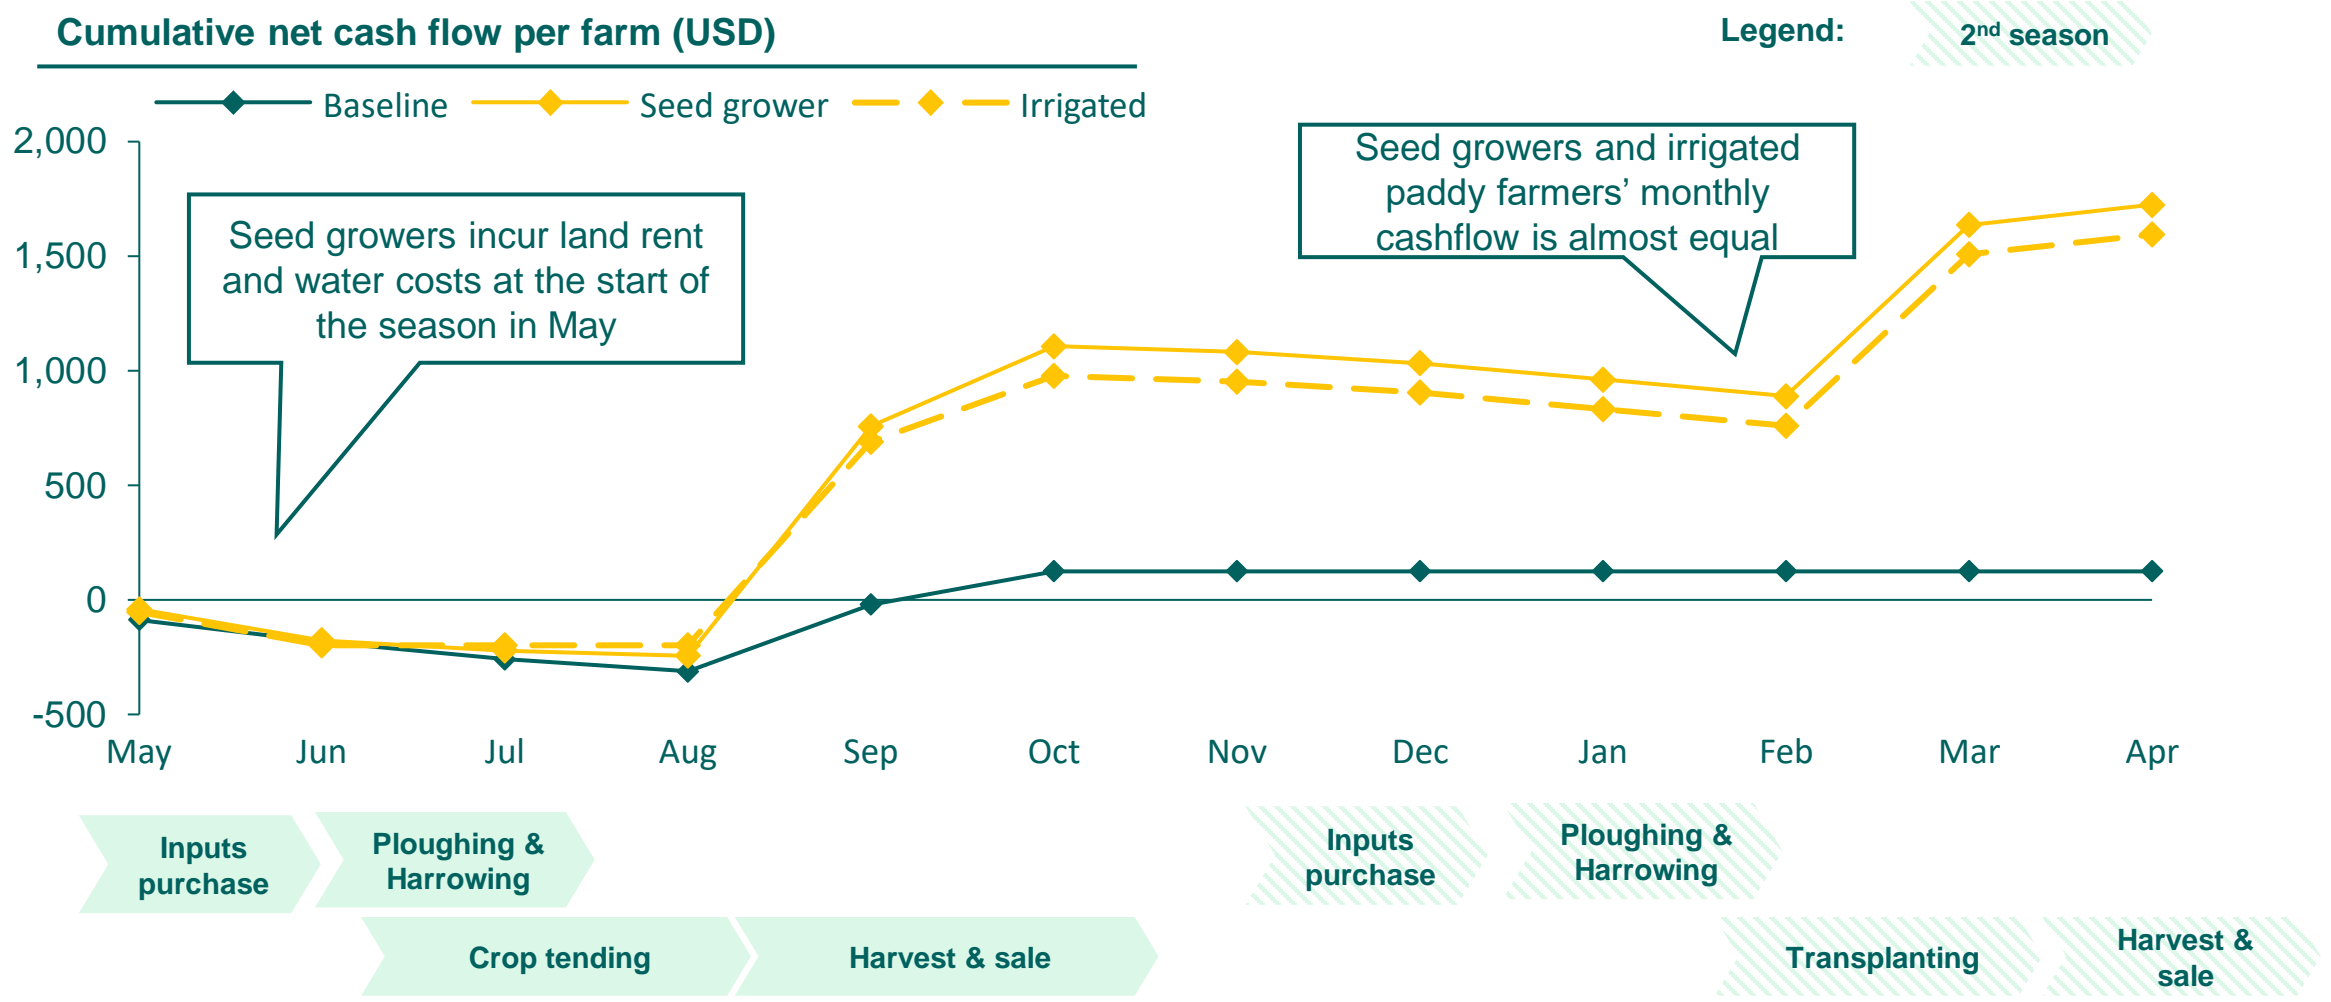 Cumulative net cash flow per farm (USD)
Legend:
2nd season
Baseline
Seed grower
Irrigated
2,000
1,500
1,000
500
0
-500
Seed growers incur land rent
and water costs at the start of
the season in May
Seed growers and irrigated
paddy farmers’ monthly
cashflow is almost equal
May
Jun
Jul
Aug
Sep
Oct
Nov
Dec
Jan
Feb
Mar
Apr
Inputs
purchase
Ploughing &
Harrowing
Inputs
purchase
Ploughing &
Harrowing
Crop tending
Harvest & sale
Transplanting
Harvest &
sale